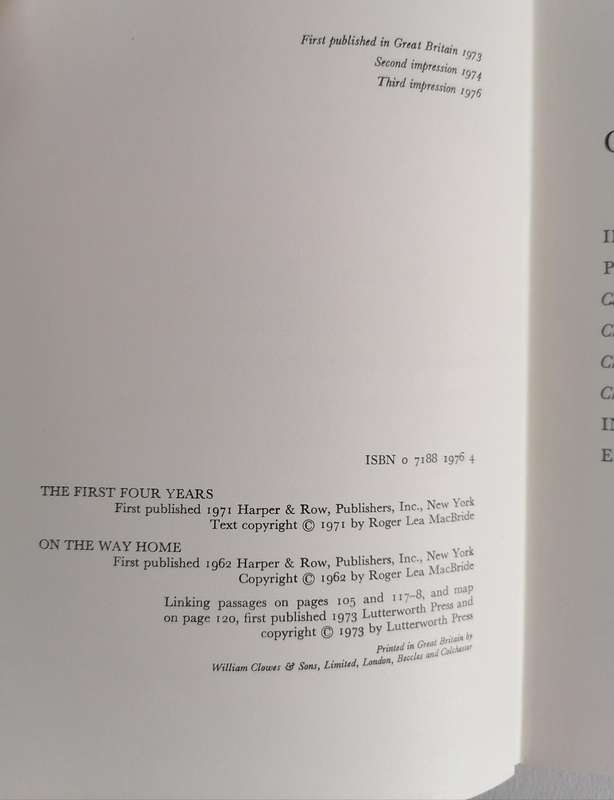 First published in Great Britain 1973
Second impression 1974
Third impression 1976
ISBN 0 7188 1976 4
THE FIRST FOUR YEARS
First published 1971 Harper & Row, Publishers, Inc., New York
Text copyright © 1971 by Roger Lea MacBride
ON THE WAY HOME
First published 1962 Harper & Row, Publishers, Inc., New York
Copyright © 1962 by Roger Lea MacBride
Linking passages on pages 105 and 117–8, and map
on page 120, first published 1973 Lutterworth Press and
copyright © 1973 by Lutterworth Press
Printed in Great Britain by
William Clowes & Sons, Limited, London, Beccles and Colchester